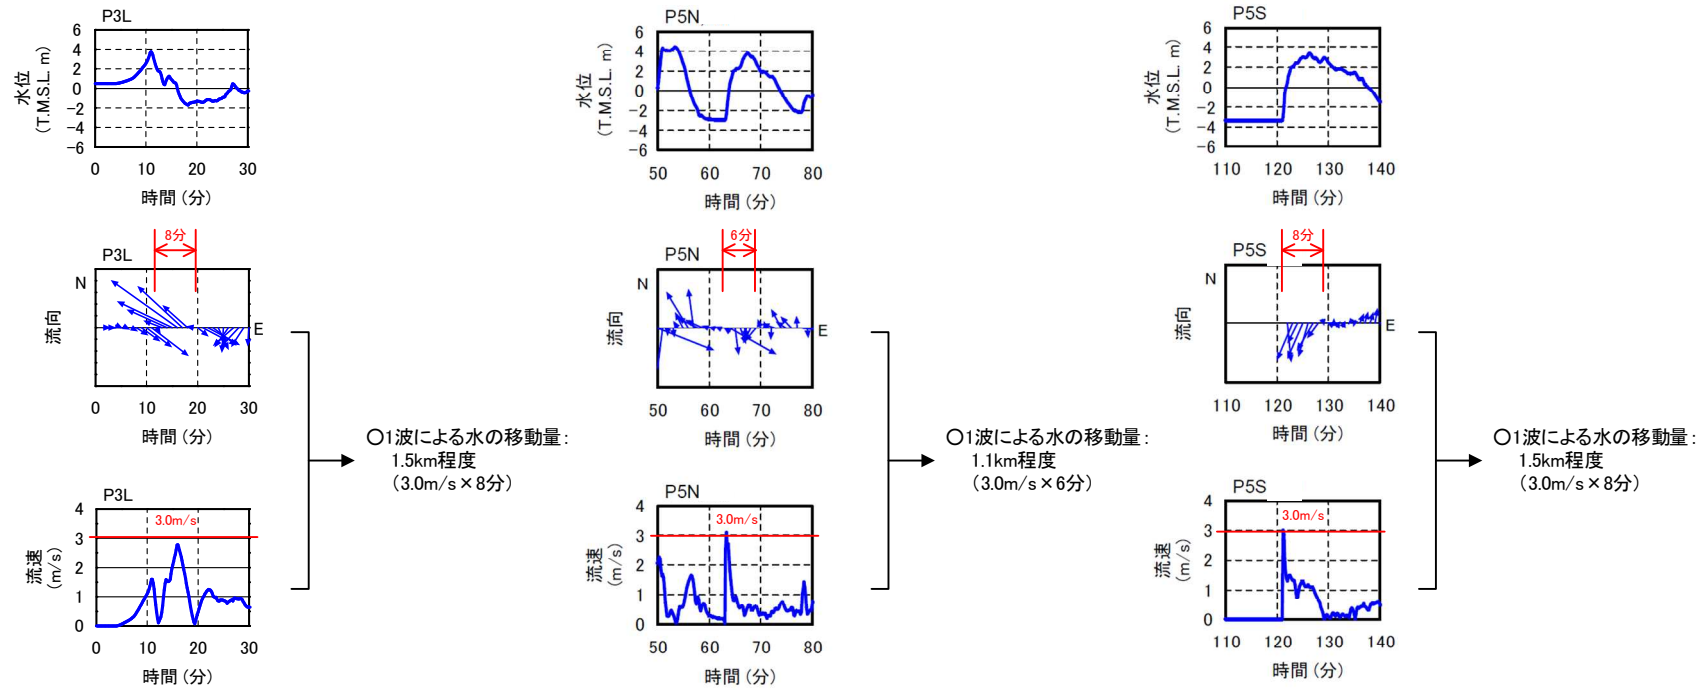 P3L
水位
(T.M.S.L. m)
6
4
2
0
−2
−4
−6
0 10 20 30
時間(分)
8分
P3L
N
流向
E
0 10 20 30
時間(分)
P3L
流速
(m/s)
4
3
2
1
0
3.0m/s
0 10 20 30
時間(分)
○1波による水の移動量:
1.5km程度
(3.0m/s×8分)
P5N
水位
(T.M.S.L. m)
6
4
2
0
−2
−4
−6
50 60 70 80
時間(分)
6分
P5N
N
流向
E
50 60 70 80
時間(分)
P5N
流速
(m/s)
4
3
2
1
0
3.0m/s
50 60 70 80
時間(分)
○1波による水の移動量:
1.1km程度
(3.0m/s×6分)
P5S
水位
(T.M.S.L. m)
6
4
2
0
−2
−4
−6
110 120 130 140
時間(分)
8分
P5S
N
流向
E
110 120 130 140
時間(分)
P5S
流速
(m/s)
4
3
2
1
0
3.0m/s
110 120 130 140
時間(分)
○1波による水の移動量:
1.5km程度
(3.0m/s×8分)